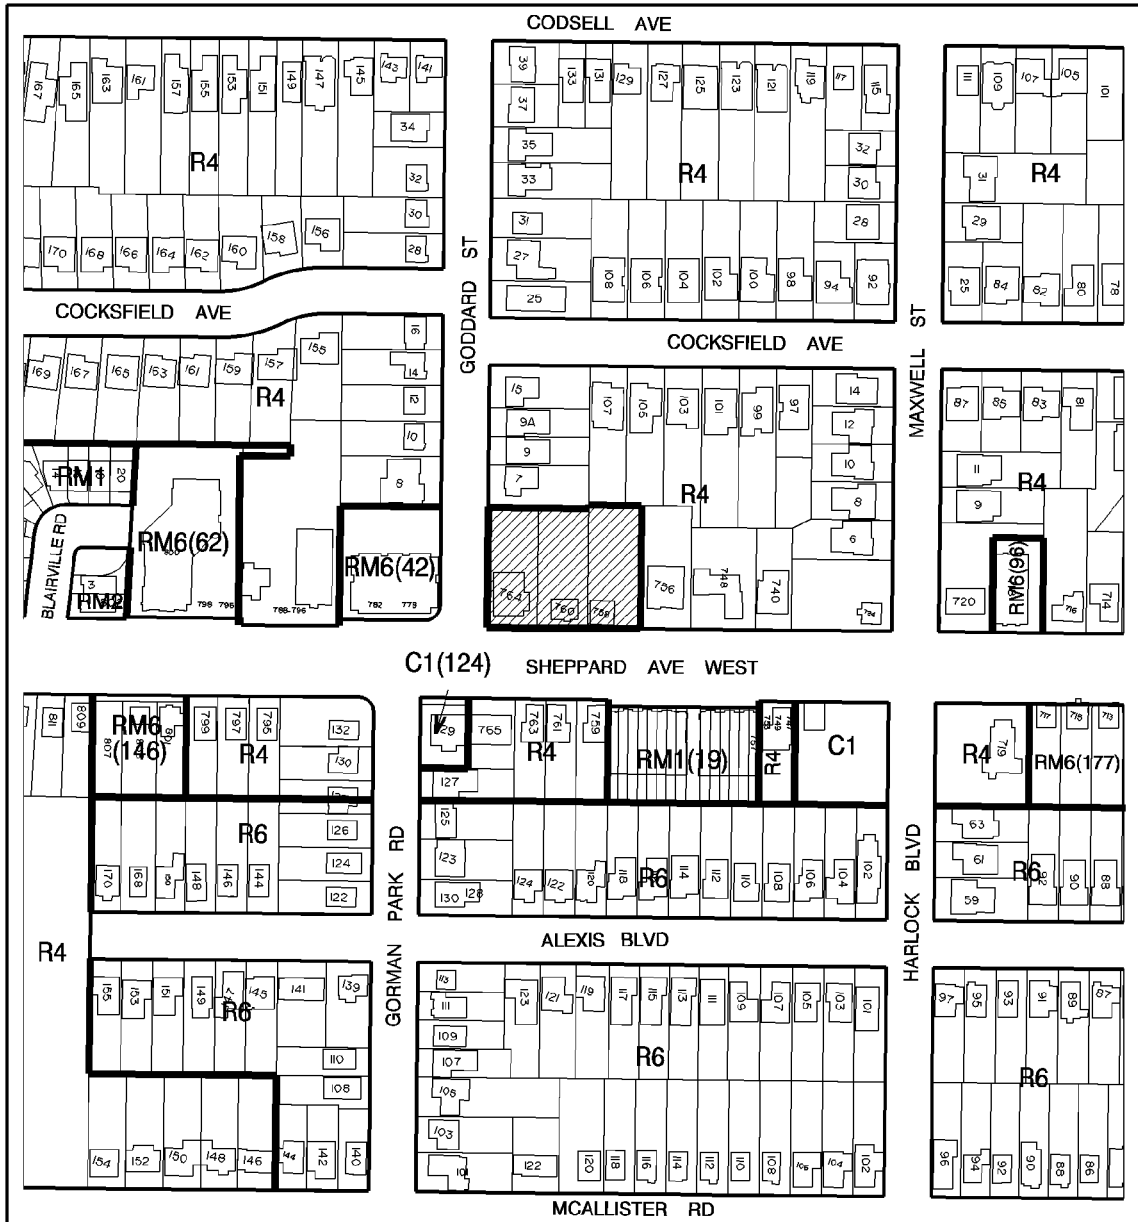 CODSELL AVE
167 165 163 161 157 155 153 151 149 147 145 143 141
39 133 131 129 127 125 123 121 119 117 115
111 109 107 105 101
37
34
35
32
R4
R4
R4
32
33
30
31
30
31
28
29
170 168 166 164 162 160 158 156
28
27
25
108 106 104 102 100 98 94 92
25 84 82 80 78
GODDARD ST
MAXWELL ST
COCKSFIELD AVE
COCKSFIELD AVE
169 167 165 163 161 159 157 155
16
14
12
10
8
R4
15
9A
9
7
107 105 103 101 99 97
14
12
10
8
6
R4
87 85 83 81
11
9
R4
RM1
20
BLAIRVILLE RD
3
RM2
RM6(62)
798 796
788-796
RM6(42)
782 778
764 760 756
756 748 740
720
RM6(96)
716 714
C1(124)
SHEPPARD AVE WEST
811 809
RM6
(146)
807 801
799 797 795
R4
132
130
129
765
763 761 759
R4
127
RM1(19)
757
753 749 747
R4
C1
R4
719
717 715 713
RM6(177)
R6
126
124
122
170 168 150 148 146 144
PARK RD
125
123
130 128
124 122 120 118 R6 114 112 110 108 106 104 102
HARLOCK BLVD
63
61
59
R6
92 90 88
R4
ALEXIS BLVD
GORMAN
155 153 151 149 145 141 139
R6
110
108
154 152 150 148 146 144 142 140
113
111
109
107
105
103
101
123 121 119 117 115 113 111 109 107 105 103 101
R6
122 120 118 116 114 112 110 108 106 104 102
97 95 93 91 89 87
R6
96 94 92 90 88 86
MCALLISTER RD